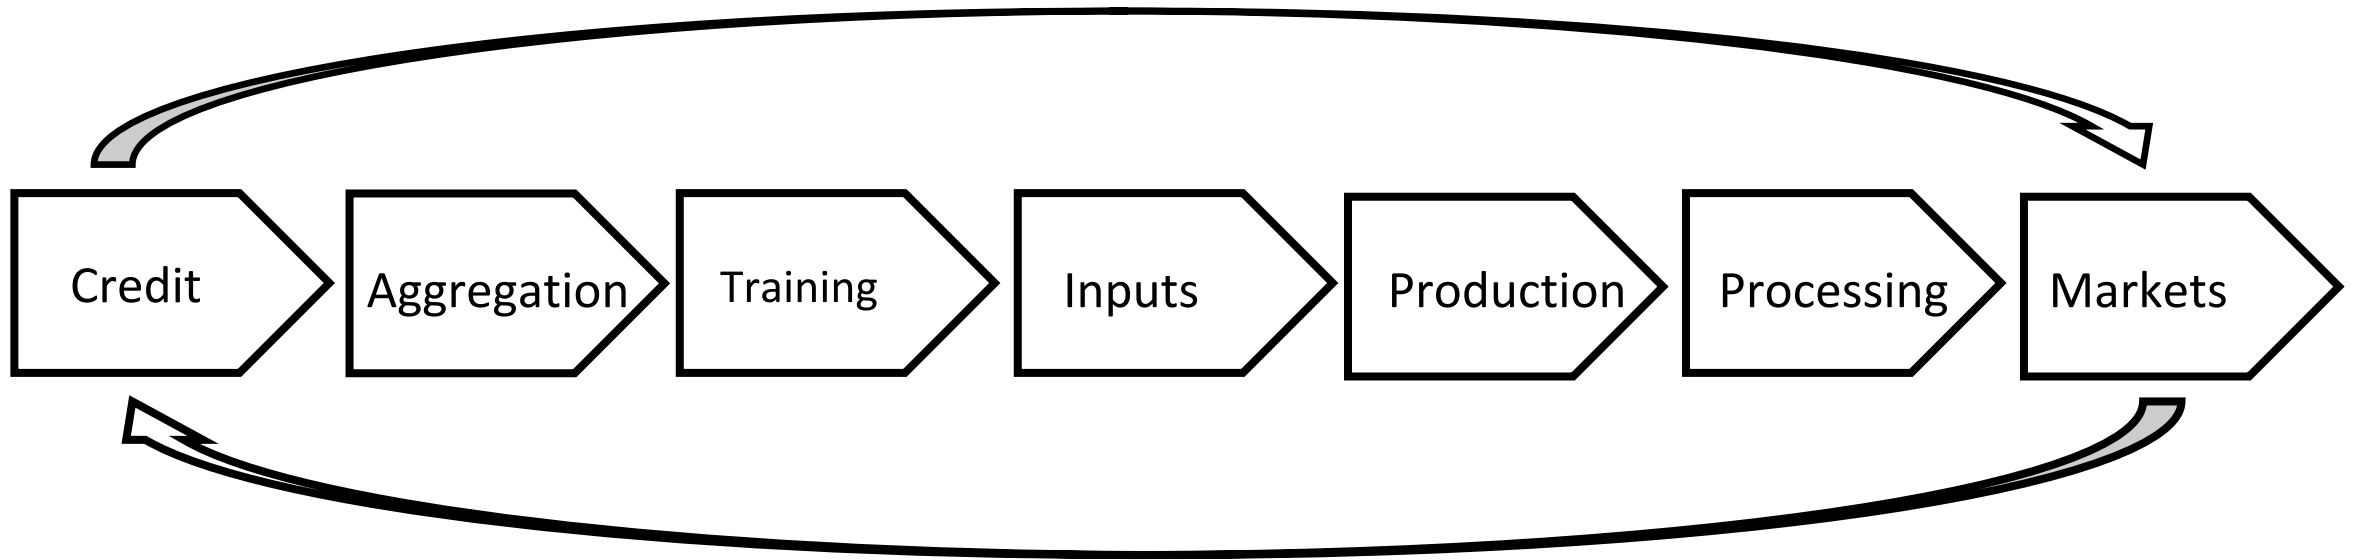 Credit
Aggregation
Training
Inputs
Production
Processing
Markets